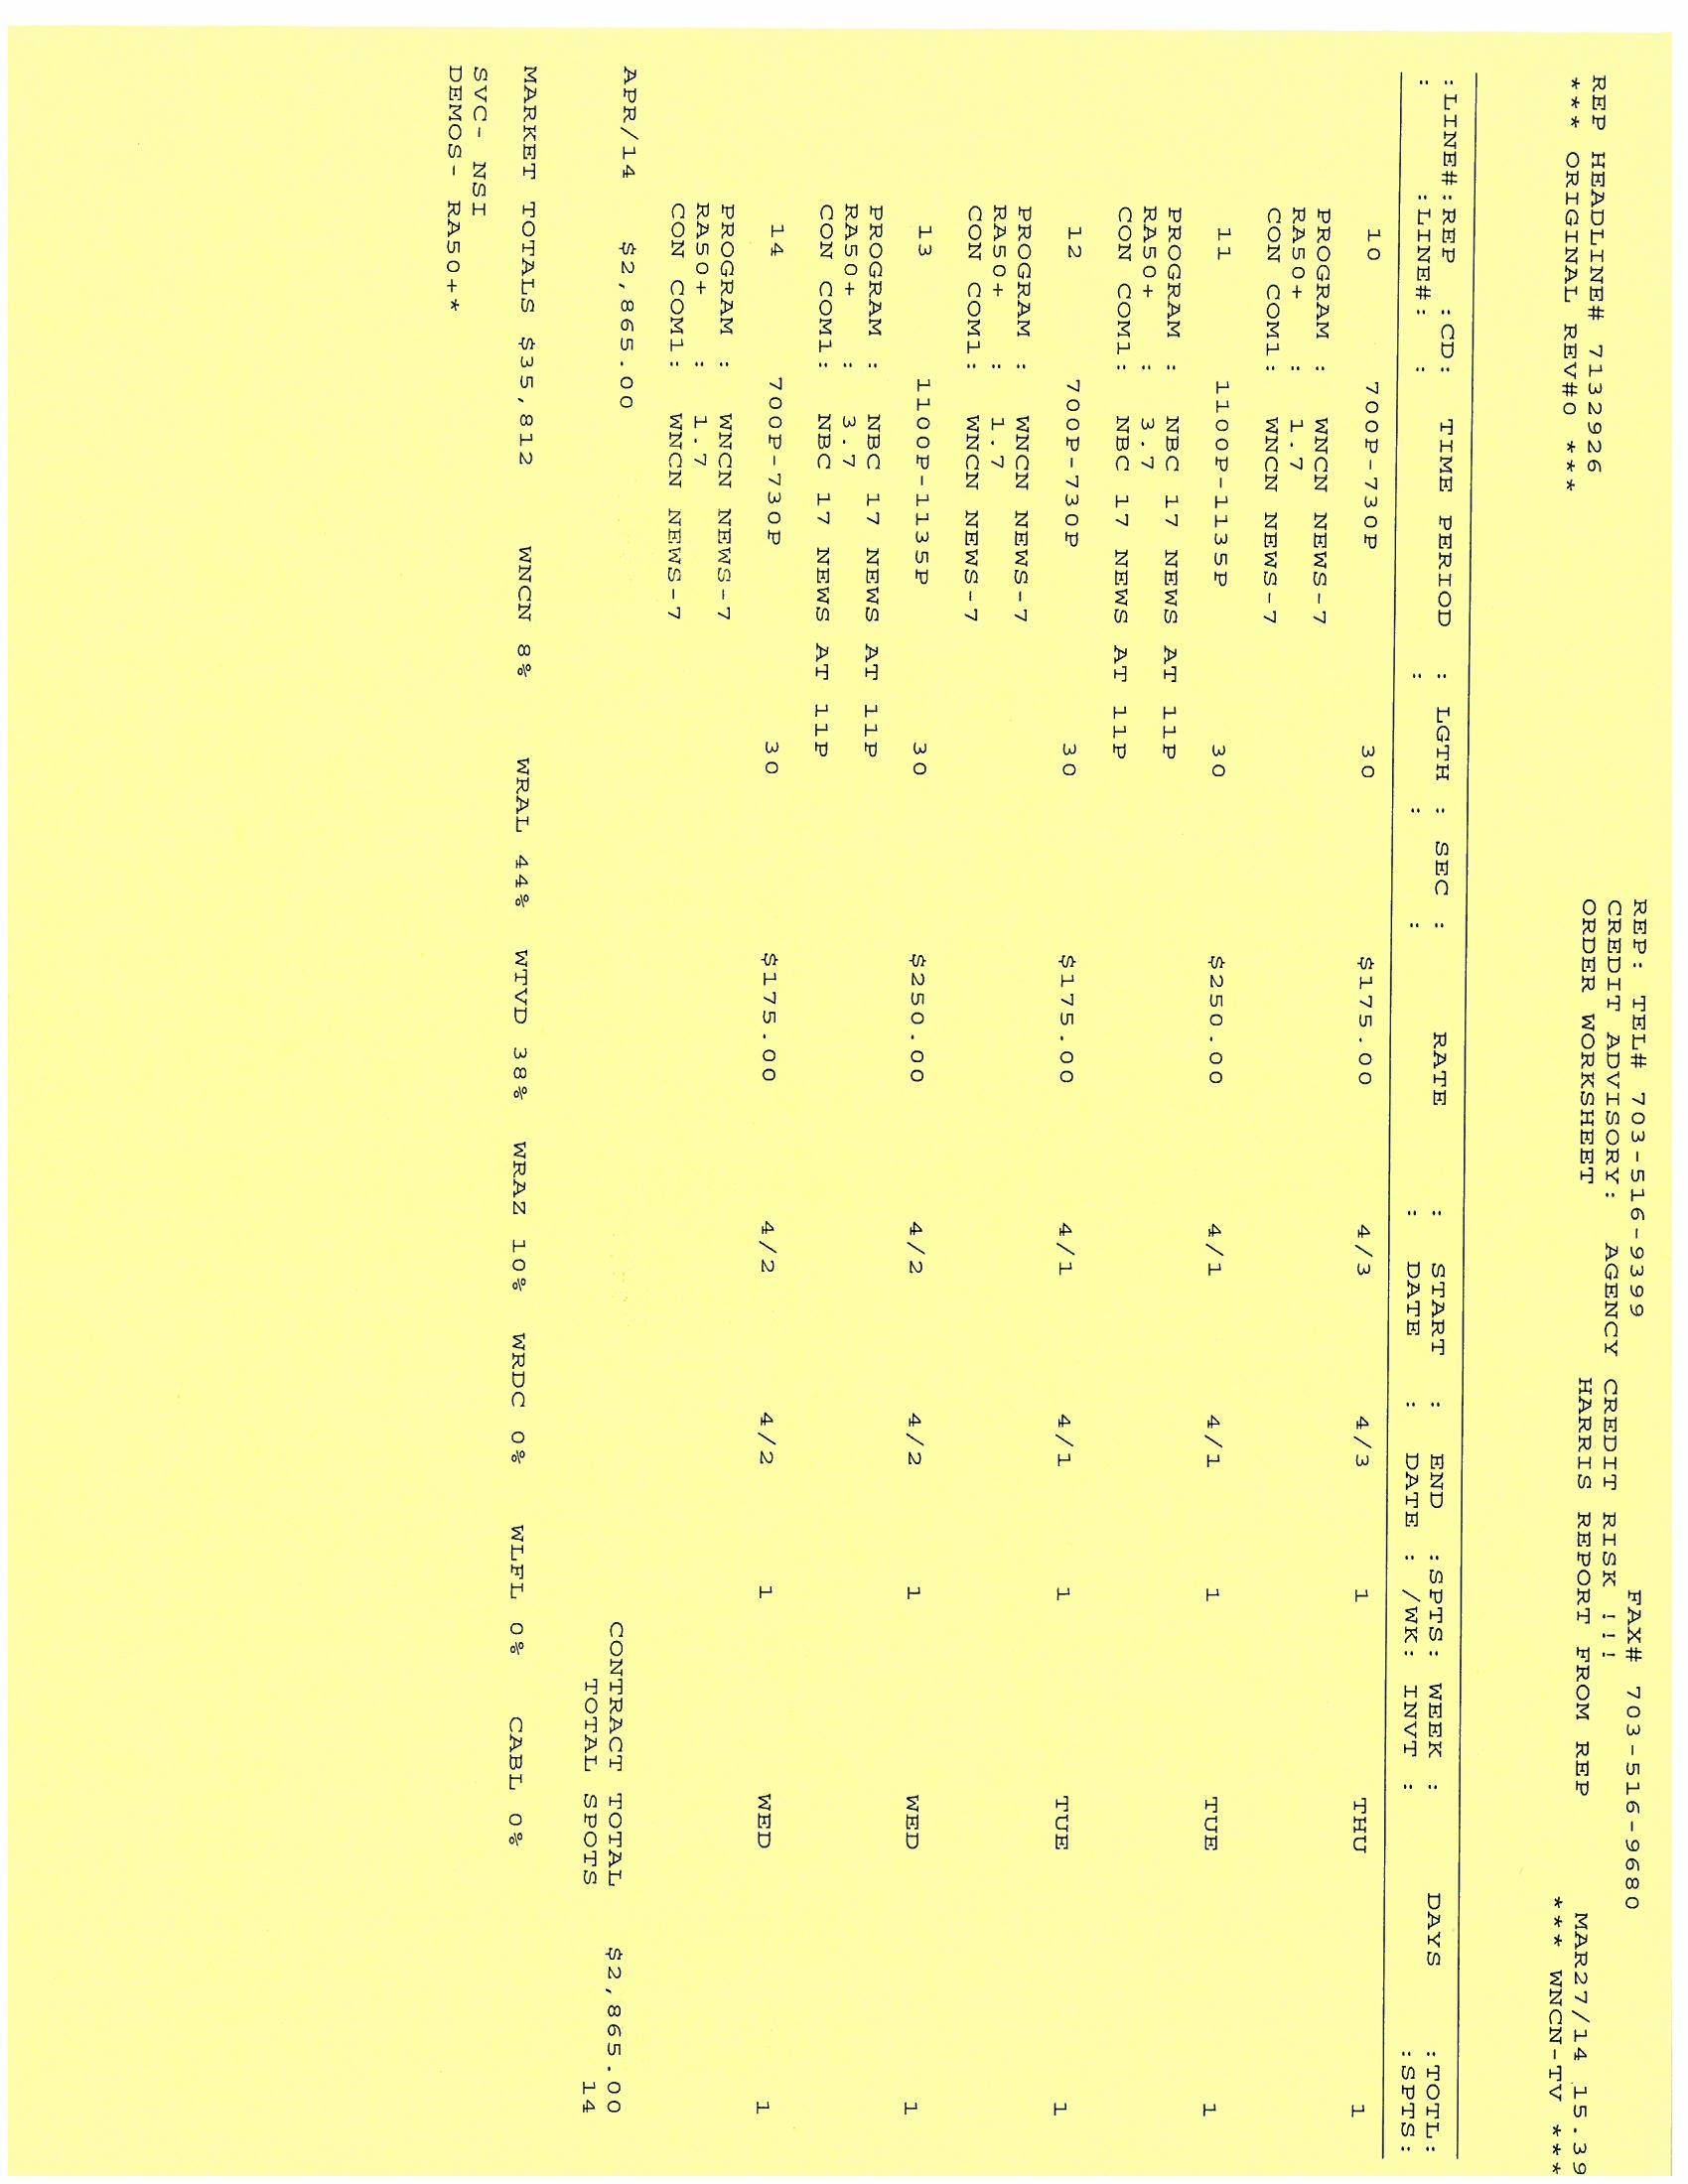 REP: TEL# 703-516-9399 FAX# 703-516-9680
CREDIT ADVISORY: AGENCY CREDIT RISK !!!
REP HEADLINE# 7132926 ORDER WORKSHEET HARRIS REPORT FROM REP MAR27/14 15.39
*** ORIGINAL REV#0 *** *** WNCN-TV ***
:LINE#:REP :CD: TIME PERIOD : LGTH : SEC : RATE : START : END :SPTS: WEEK : DAYS :TOTL:
: :LINE#: : : : : : DATE : DATE : /WK: INVT : :SPTS:
10 700P-730P 30 $175.00 4/3 4/3 1 THU 1
PROGRAM : WNCN NEWS-7
RA50+ : 1.7
CON COM1: WNCN NEWS-7
11 1100P-1135P 30 $250.00 4/1 4/1 1 TUE 1
PROGRAM : NBC 17 NEWS AT 11P
RA50+ : 3.7
CON COM1: NBC 17 NEWS AT 11P
12 700P-730P 30 $175.00 4/1 4/1 1 TUE 1
PROGRAM : WNCN NEWS-7
RA50+ : 1.7
CON COM1: WNCN NEWS-7
13 1100P-1135P 30 $250.00 4/2 4/2 1 WED 1
PROGRAM : NBC 17 NEWS AT 11P
RA50+ : 3.7
CON COM1: NBC 17 NEWS AT 11P
14 700P-730P 30 $175.00 4/2 4/2 1 WED 1
PROGRAM : WNCN NEWS-7
RA50+ : 1.7
CON COM1: WNCN NEWS-7
APR/14 $2,865.00 CONTRACT TOTAL $2,865.00
TOTAL SPOTS 14
MARKET TOTALS $35,812 WNCN 8% WRAL 44% WTVD 38% WRAZ 10% WRDC 0% WLFL 0% CABL 0%
SVC- NSI
DEMOS- RA50+*